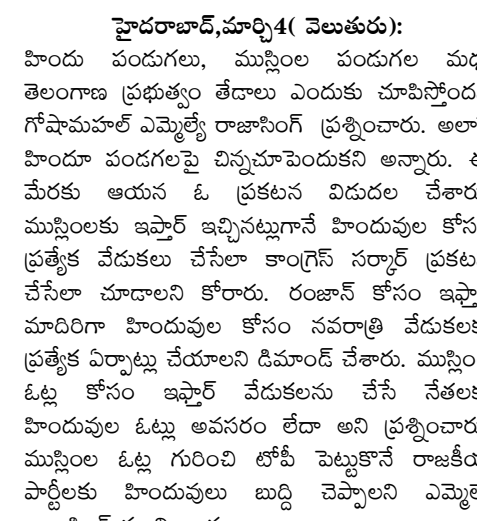 హైదరాబాద్,మార్చి4( వెలుతురు):
హిందు పండుగలు, ముస్లింల పండుగల మధ
తెలంగాణ ప్రభుత్వం తేడాలు ఎందుకు చూపిస్తోంద
గోషామహల్ ఎమ్మెల్యే రాజాసింగ్ ప్రశ్నించారు. అలా
హిందూ పండగలపై చిన్నచూపెందుకని అన్నారు. ఈ
మేరకు ఆయన ఓ ప్రకటన విడుదల చేశారు
ముస్లింలకు ఇఫ్తార్ ఇచ్చినట్లుగానే హిందువుల కోస
ప్రత్యేక వేడుకలు చేసేలా కాంగ్రెస్ సర్కార్ ప్రకట
చేసేలా చూడాలని కోరారు. రంజాన్ కోసం ఇఫ్తా
మాదిరిగా హిందువుల కోసం నవరాత్రి వేడుకలక
ప్రత్యేక ఏర్పాట్లు చేయాలని డిమాండ్ చేశారు. ముస్లిం
ఓట్ల కోసం ఇఫ్తార్ వేడుకలను చేసే నేతలక
హిందువుల ఓట్లు అవసరం లేదా అని ప్రశ్నించారు
ముస్లింల ఓట్ల గురించి టోపీ పెట్టుకొనే రాజకీయ
పార్టీలకు హిందువులు బుద్ది చెప్పాలని ఎమ్మెలే